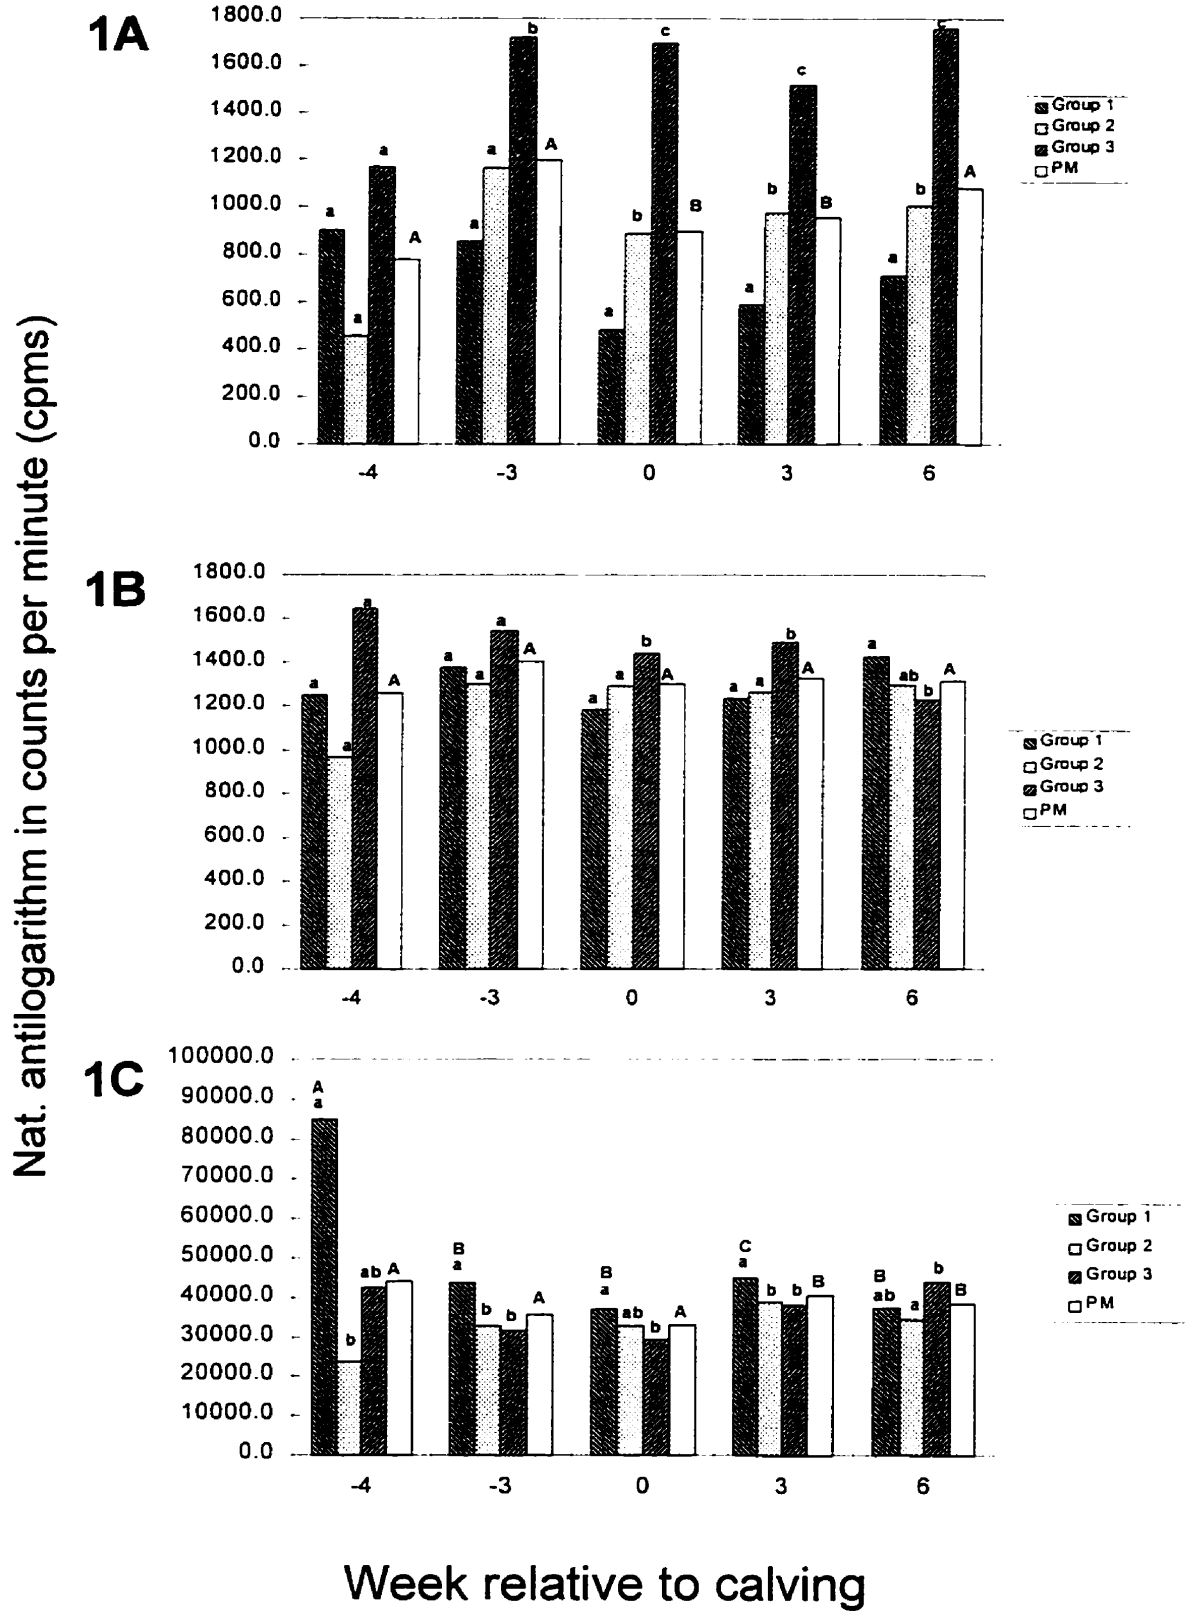 Nat. antilogarithm in counts per minute (cpms)
1A
1800.0
1600.0
1400.0
1200.0
1000.0
800.0
600.0
400.0
200.0
0.0
a a a A
a a b A
a b c B
a b c B
a b c A
-4 -3 0 3 6
Group 1
Group 2
Group 3
PM
1B
1800.0
1600.0
1400.0
1200.0
1000.0
800.0
600.0
400.0
200.0
0.0
a a a A
a a a A
a a b A
a a b A
a ab b A
-4 -3 0 3 6
Group 1
Group 2
Group 3
PM
1C
100000.0
90000.0
80000.0
70000.0
60000.0
50000.0
40000.0
30000.0
20000.0
10000.0
0.0
A
a b ab A
B
a b b A
B
a ab b A
C
a b b B
B
ab a b B
-4 -3 0 3 6
Group 1
Group 2
Group 3
PM
Week relative to calving